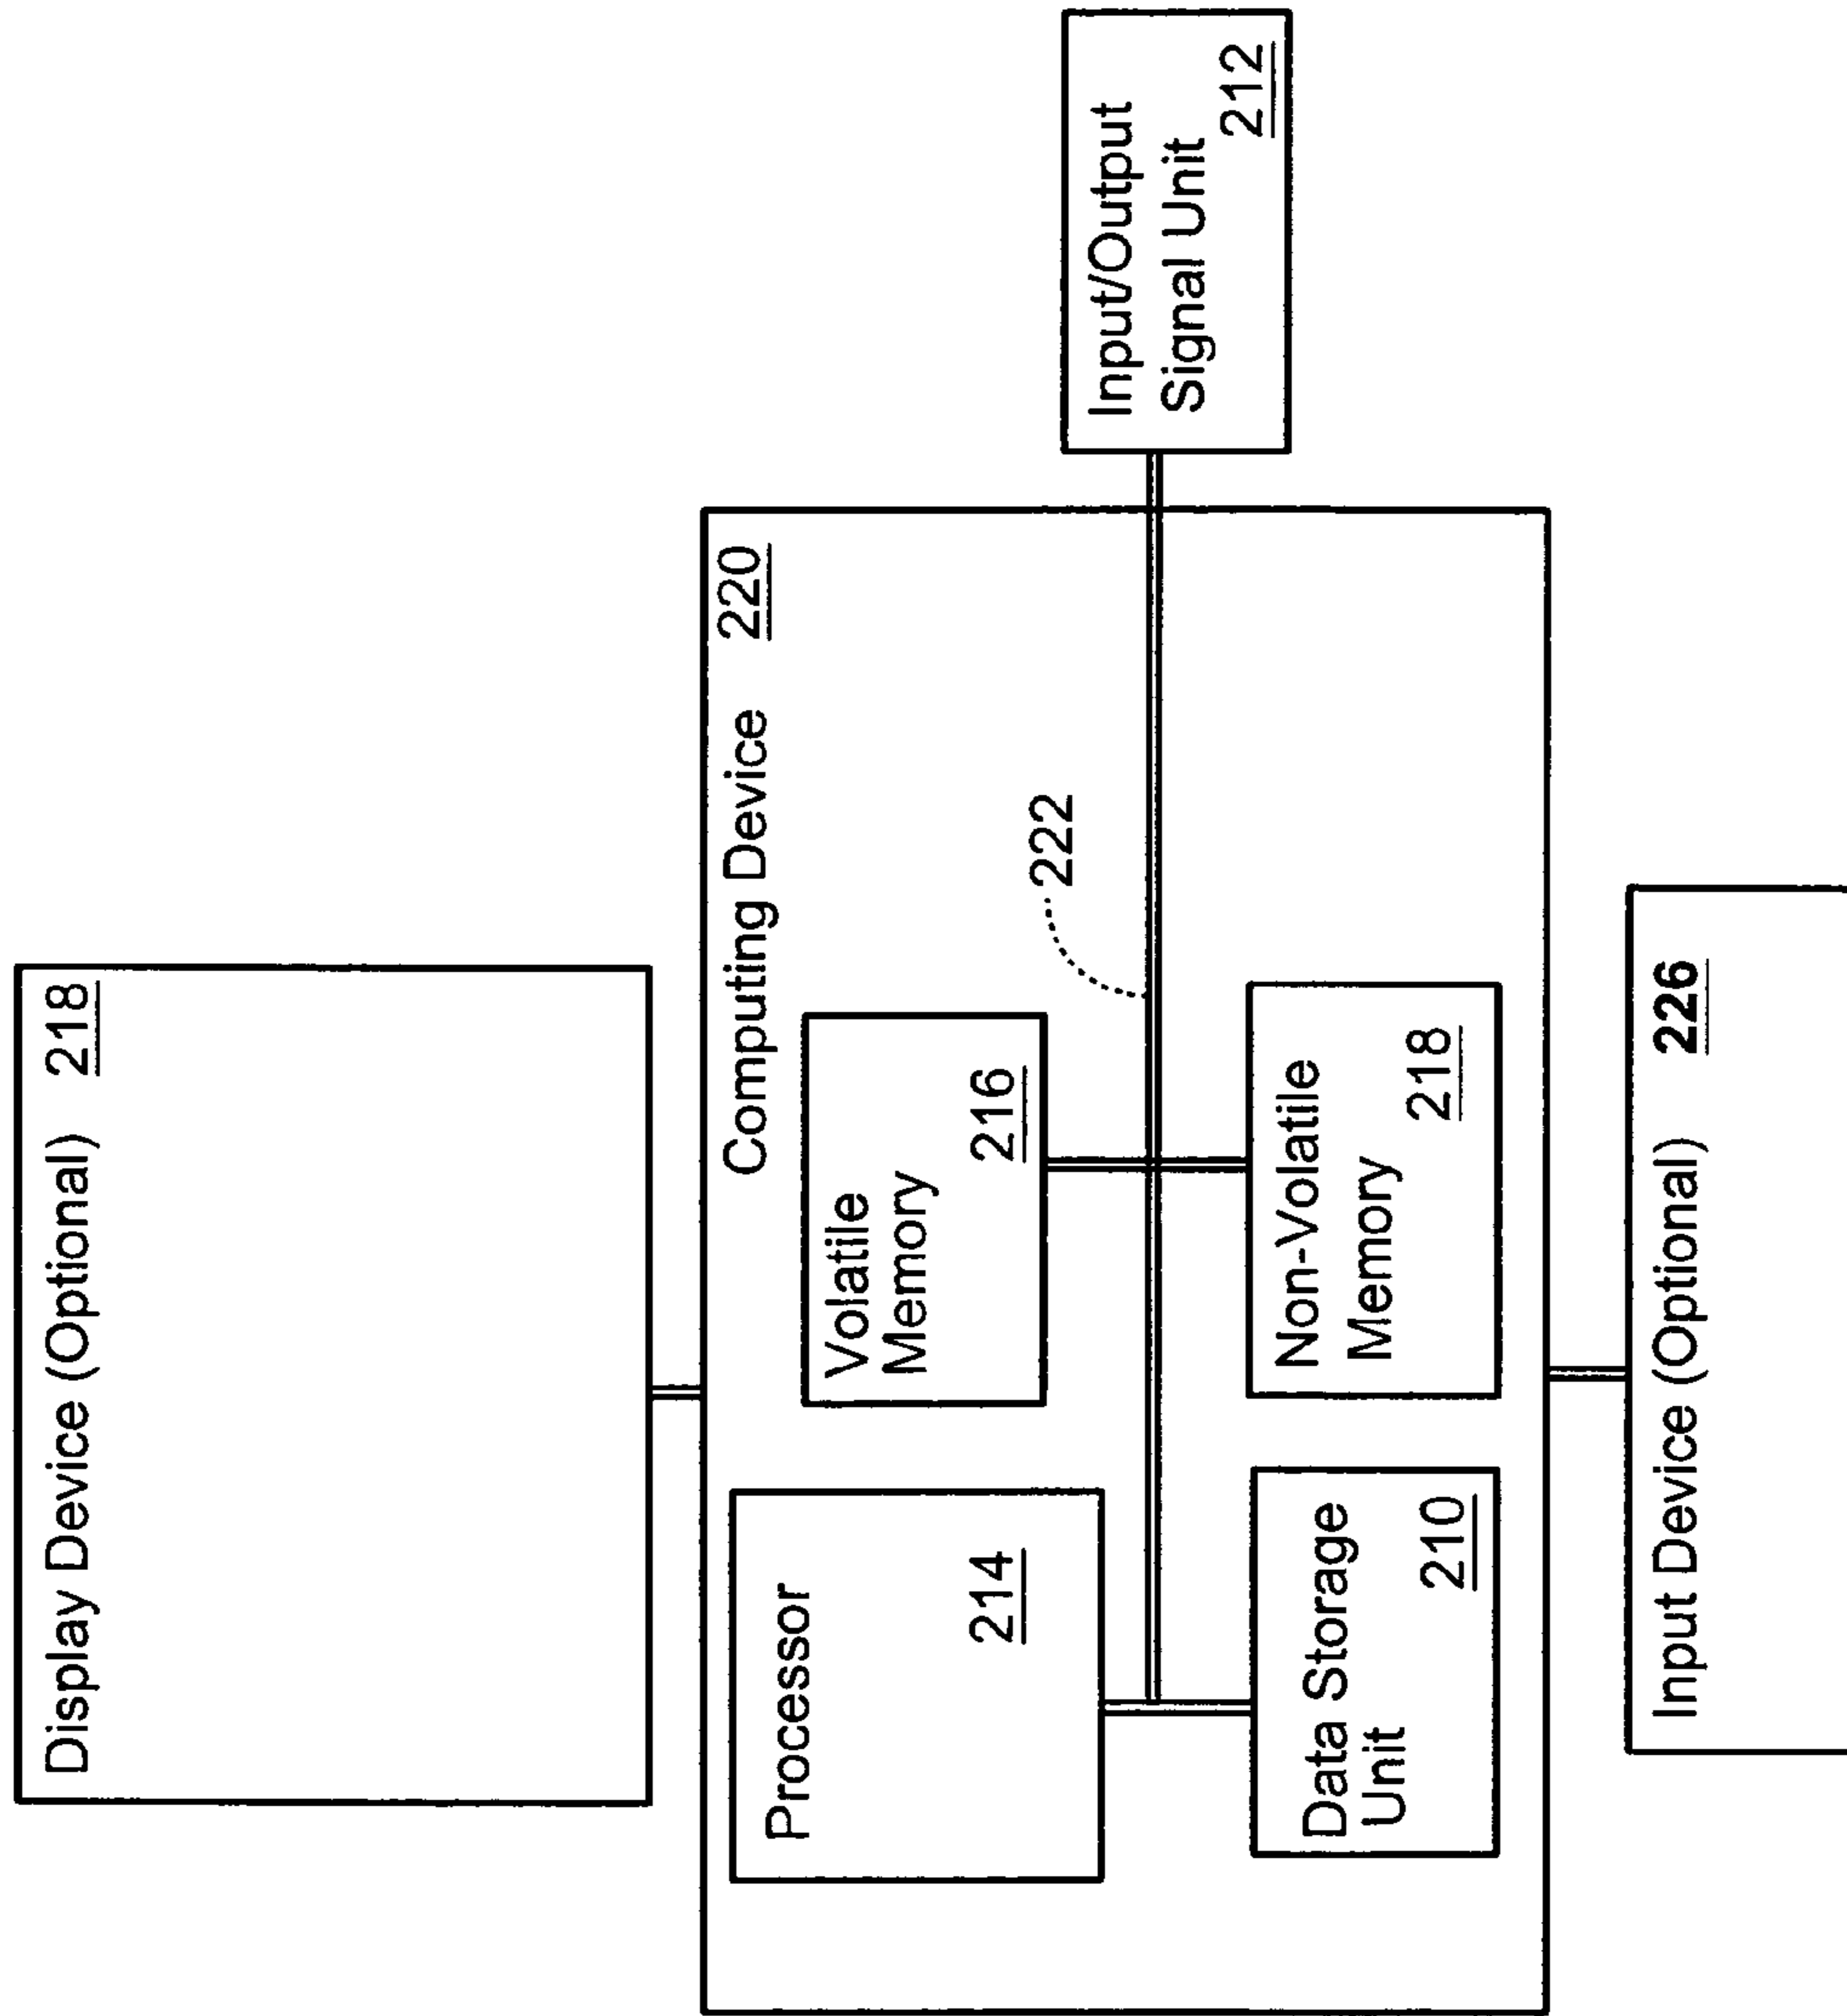 Display Device (Optional) 218
Computing Device 220
Processor
214
Volatile
Memory
216
222
Data Storage
Unit
210
Non-Volatile
Memory
218
Input/Output
Signal Unit
212
Input Device (Optional) 226